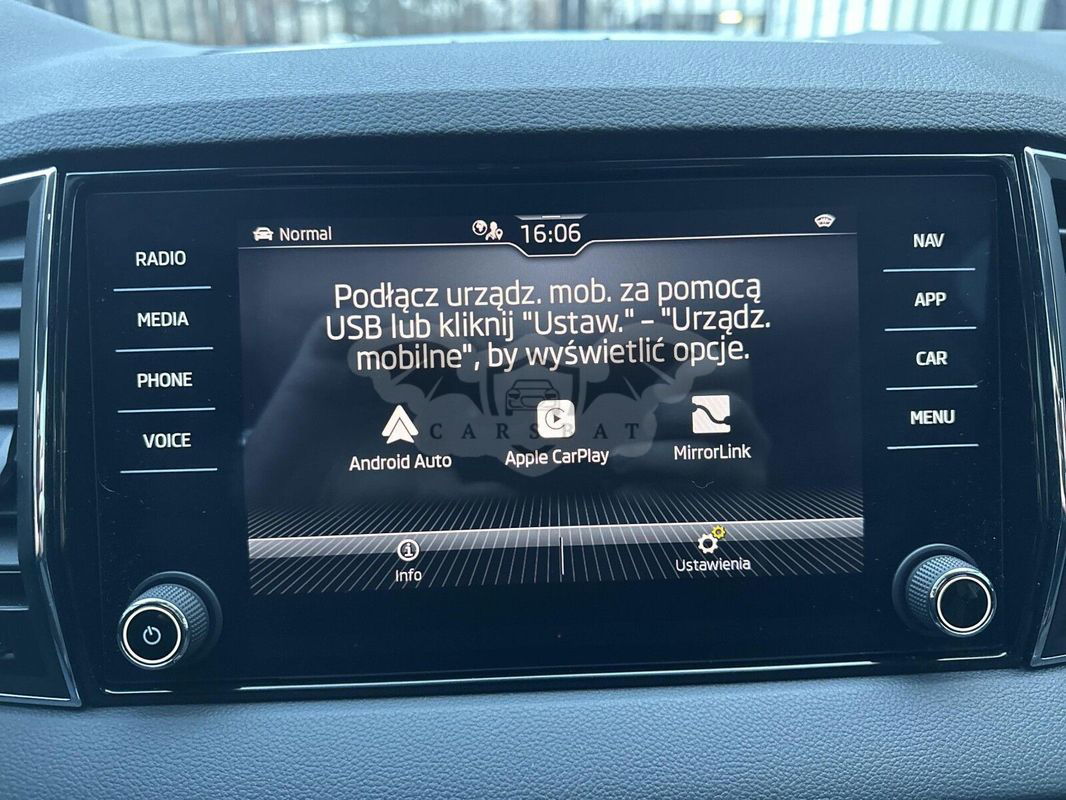 Normal
16:06
RADIO
MEDIA
PHONE
VOICE
Podłącz urządz. mob. za pomocą
USB lub kliknij "Ustaw." - "Urządz.
mobilne", by wyświetlić opcje.
CARSBAT
Android Auto
Apple CarPlay
MirrorLink
Info
Ustawienia
NAV
APP
CAR
MENU